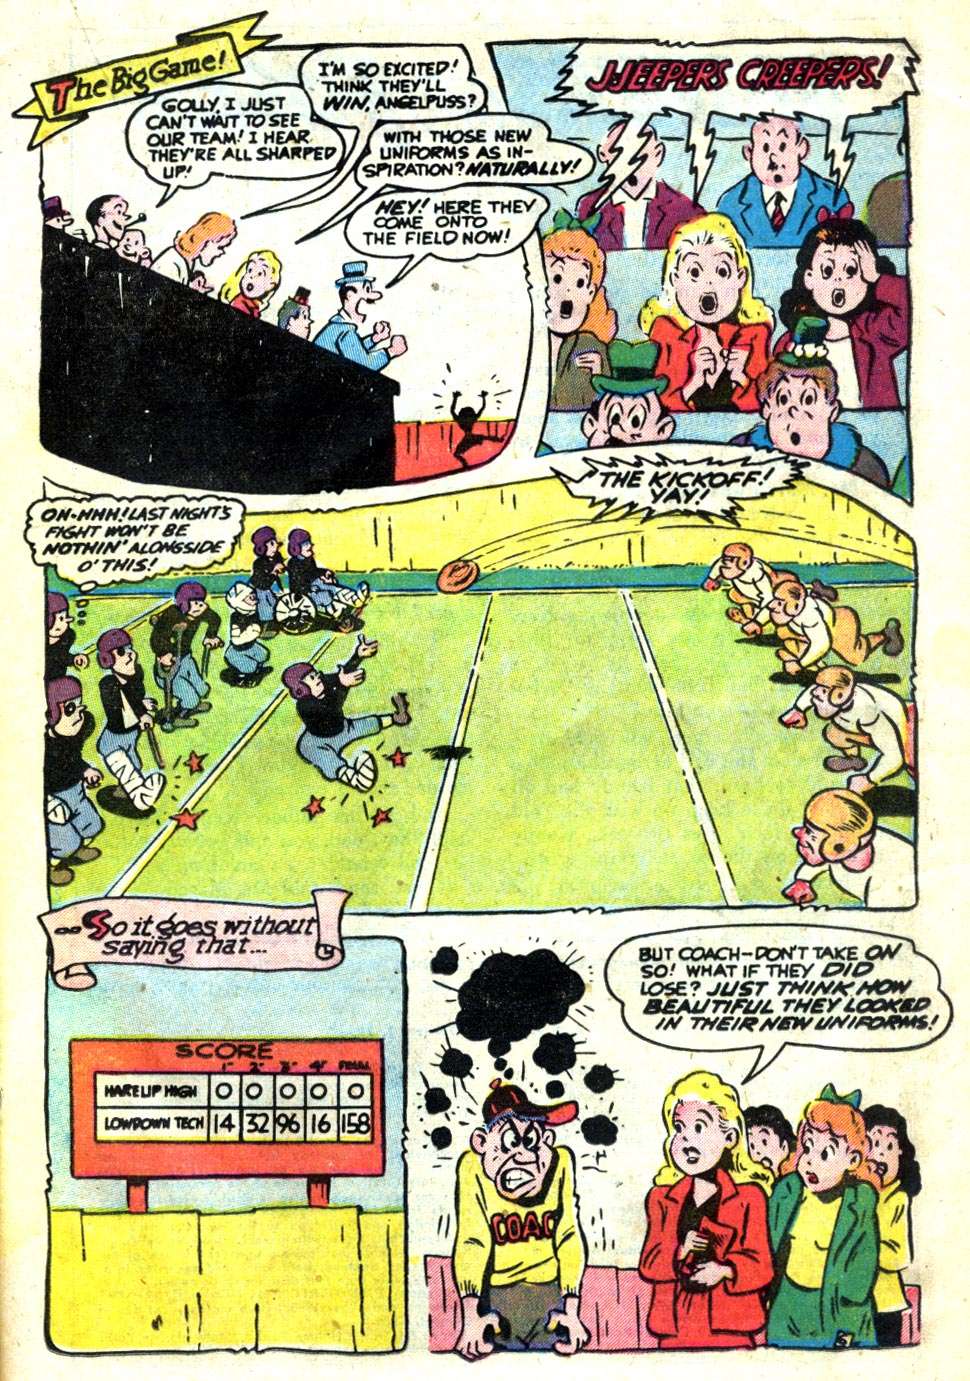 The Big Game!
GOLLY, I JUST
CAN'T WAIT TO SEE
OUR TEAM! I HEAR
THEY'RE ALL SHARPED
UP!
I'M SO EXCITED!
THINK THEY'LL
WIN, ANGELPUSS?
WITH THOSE NEW
UNIFORMS AS IN-
SPIRATION? NATURALLY!
HEY! HERE THEY
COME ONTO
THE FIELD NOW!
JJEEPERS CREEPERS!
OH-HHH! LAST NIGHT'S
FIGHT WON'T BE
NOTHIN' ALONGSIDE
O' THIS!
THE KICKOFF!
YAY!
--So it goes without
saying that...
SCORE
1ST 2ND 3RD 4TH FINAL
HARELIP HIGH 0 0 0 0 0
LOWDOWN TECH 14 32 96 16 158
BUT COACH-DON'T TAKE ON
SO! WHAT IF THEY DID
LOSE? JUST THINK HOW
BEAUTIFUL THEY LOOKED
IN THEIR NEW UNIFORMS!
COAC